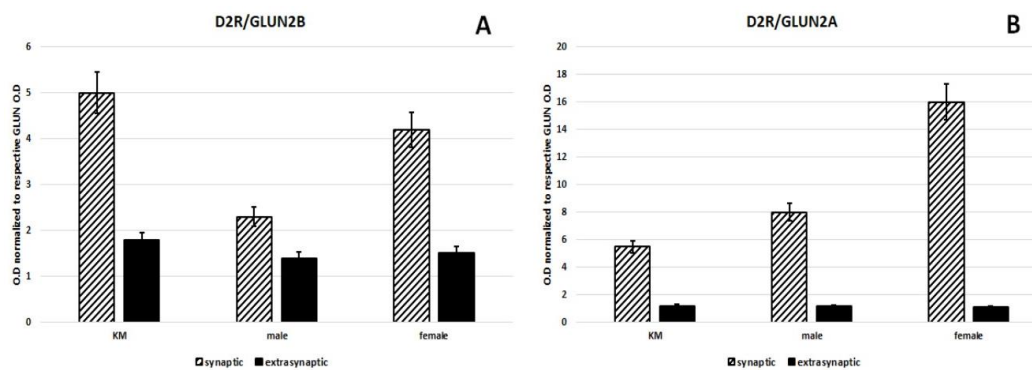 D2R/GLUN2B
A
O.D normalized to respective GLUN O.D
6
5
4
3
2
1
0
KM
male
female
synaptic
extrasynaptic
D2R/GLUN2A
B
O.D normalized to respective GLUN O.D
20
18
16
14
12
10
8
6
4
2
0
KM
male
female
synaptic
extrasynaptic